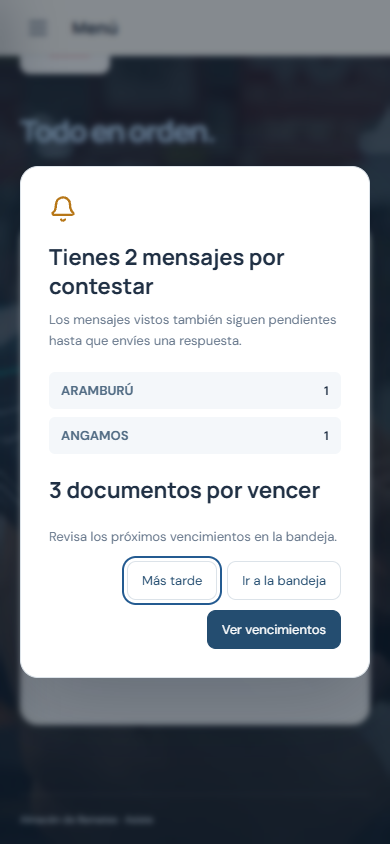 Menú
Todo en orden.
Tienes 2 mensajes por
contestar
Los mensajes vistos también siguen pendientes
hasta que envíes una respuesta.
ARAMBURÚ 1
ANGAMOS 1
3 documentos por vencer
Revisa los próximos vencimientos en la bandeja.
Más tarde Ir a la bandeja
Ver vencimientos